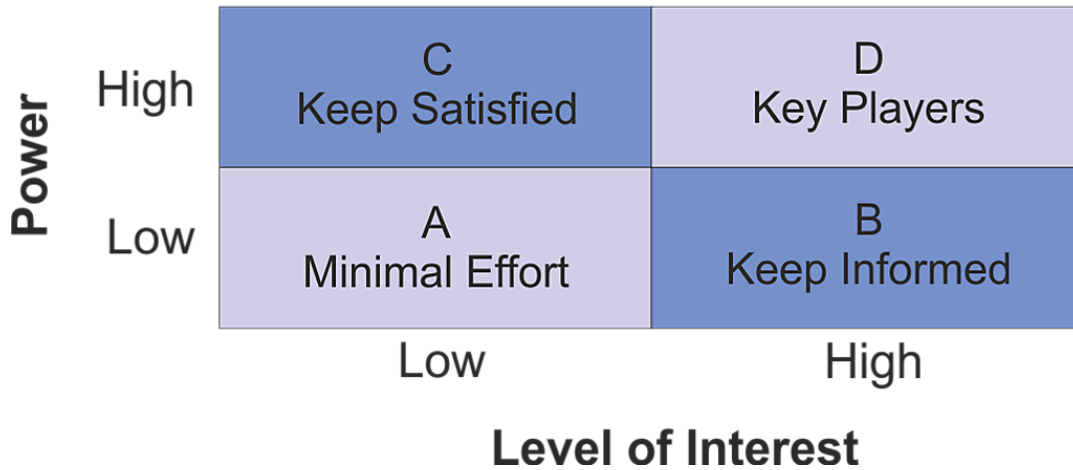 Power
High
C
Keep Satisfied
D
Key Players
Low
A
Minimal Effort
B
Keep Informed
Low
High
Level of Interest